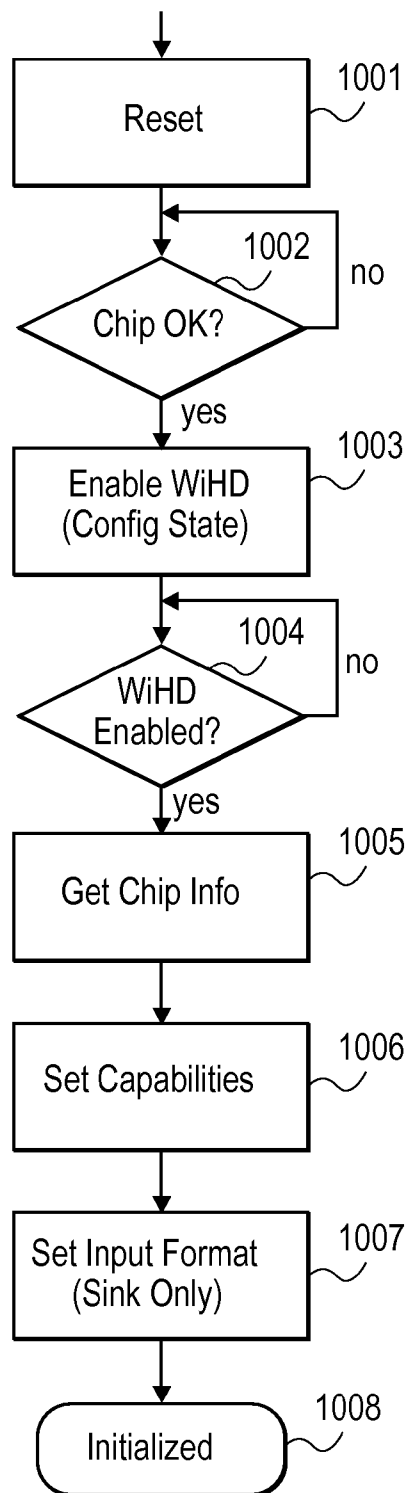 1001
Reset
1002
no
Chip OK?
yes
1003
Enable WiHD
(Config State)
1004
no
WiHD
Enabled?
yes
1005
Get Chip Info
1006
Set Capabilities
1007
Set Input Format
(Sink Only)
1008
Initialized